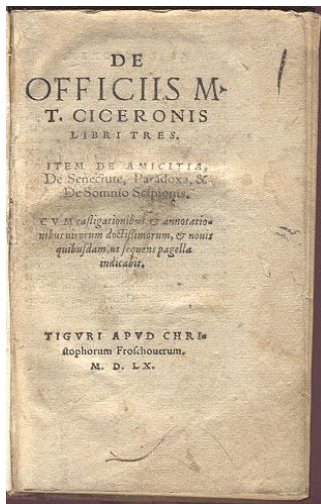 DE
OFFICIIS M.
T. CICERONIS
LIBRI TRES.
ITEM DE AMICITIA,
De Senectute, Paradoxa, &
De Somnio Scipionis.
CVM castigationibus & annotatio-
nibus uirorum doctissimorum, & nouis
quibusdam, ut sequens pagella
indicabit.
TIGVRI APVD CHRI-
stophorum Froschouerum.
M. D. LX.